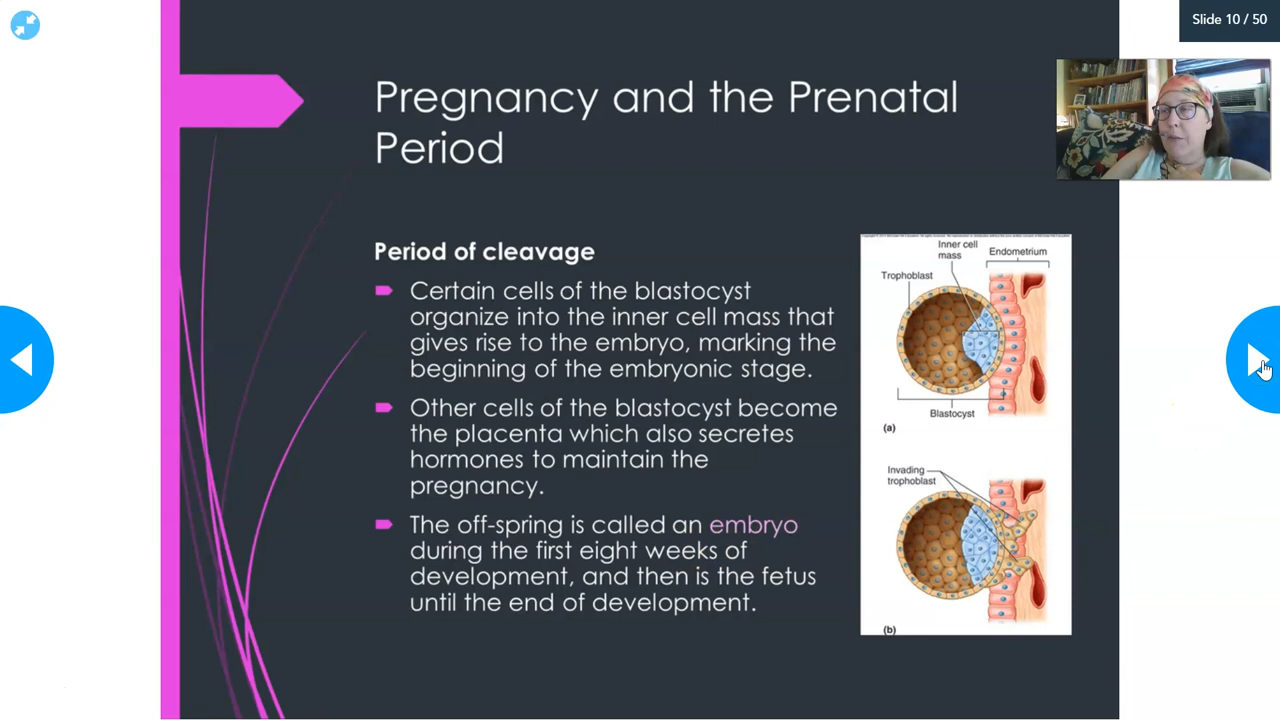 Slide 10 / 50
Pregnancy and the Prenatal
Period
Period of cleavage
Certain cells of the blastocyst
organize into the inner cell mass that
gives rise to the embryo, marking the
beginning of the embryonic stage.
Other cells of the blastocyst become
the placenta which also secretes
hormones to maintain the
pregnancy.
The off-spring is called an embryo
during the first eight weeks of
development, and then is the fetus
until the end of development.
Inner cell
mass
Endometrium
Trophoblast
Blastocyst
(a)
Invading
trophoblast
(b)